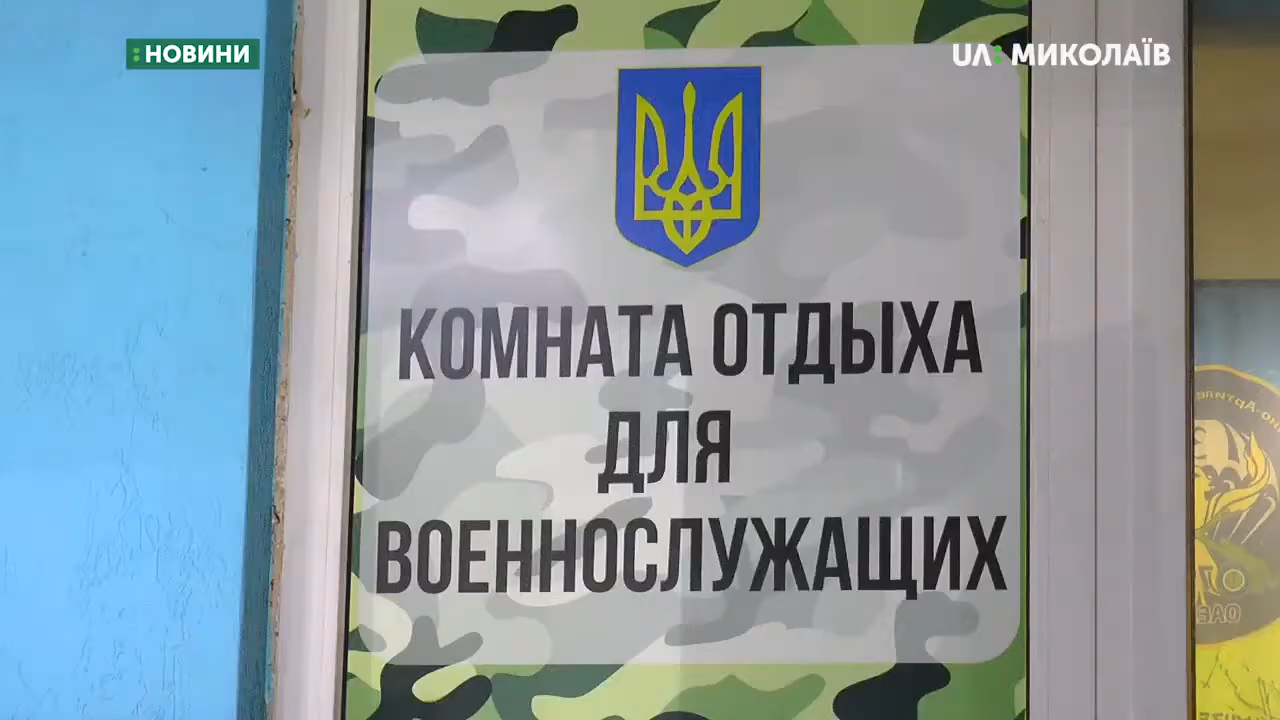 НОВИНИ
UA: МИКОЛАЇВ
КОМНАТА ОТДЫХА
ДЛЯ
ВОЕННОСЛУЖАЩИХ